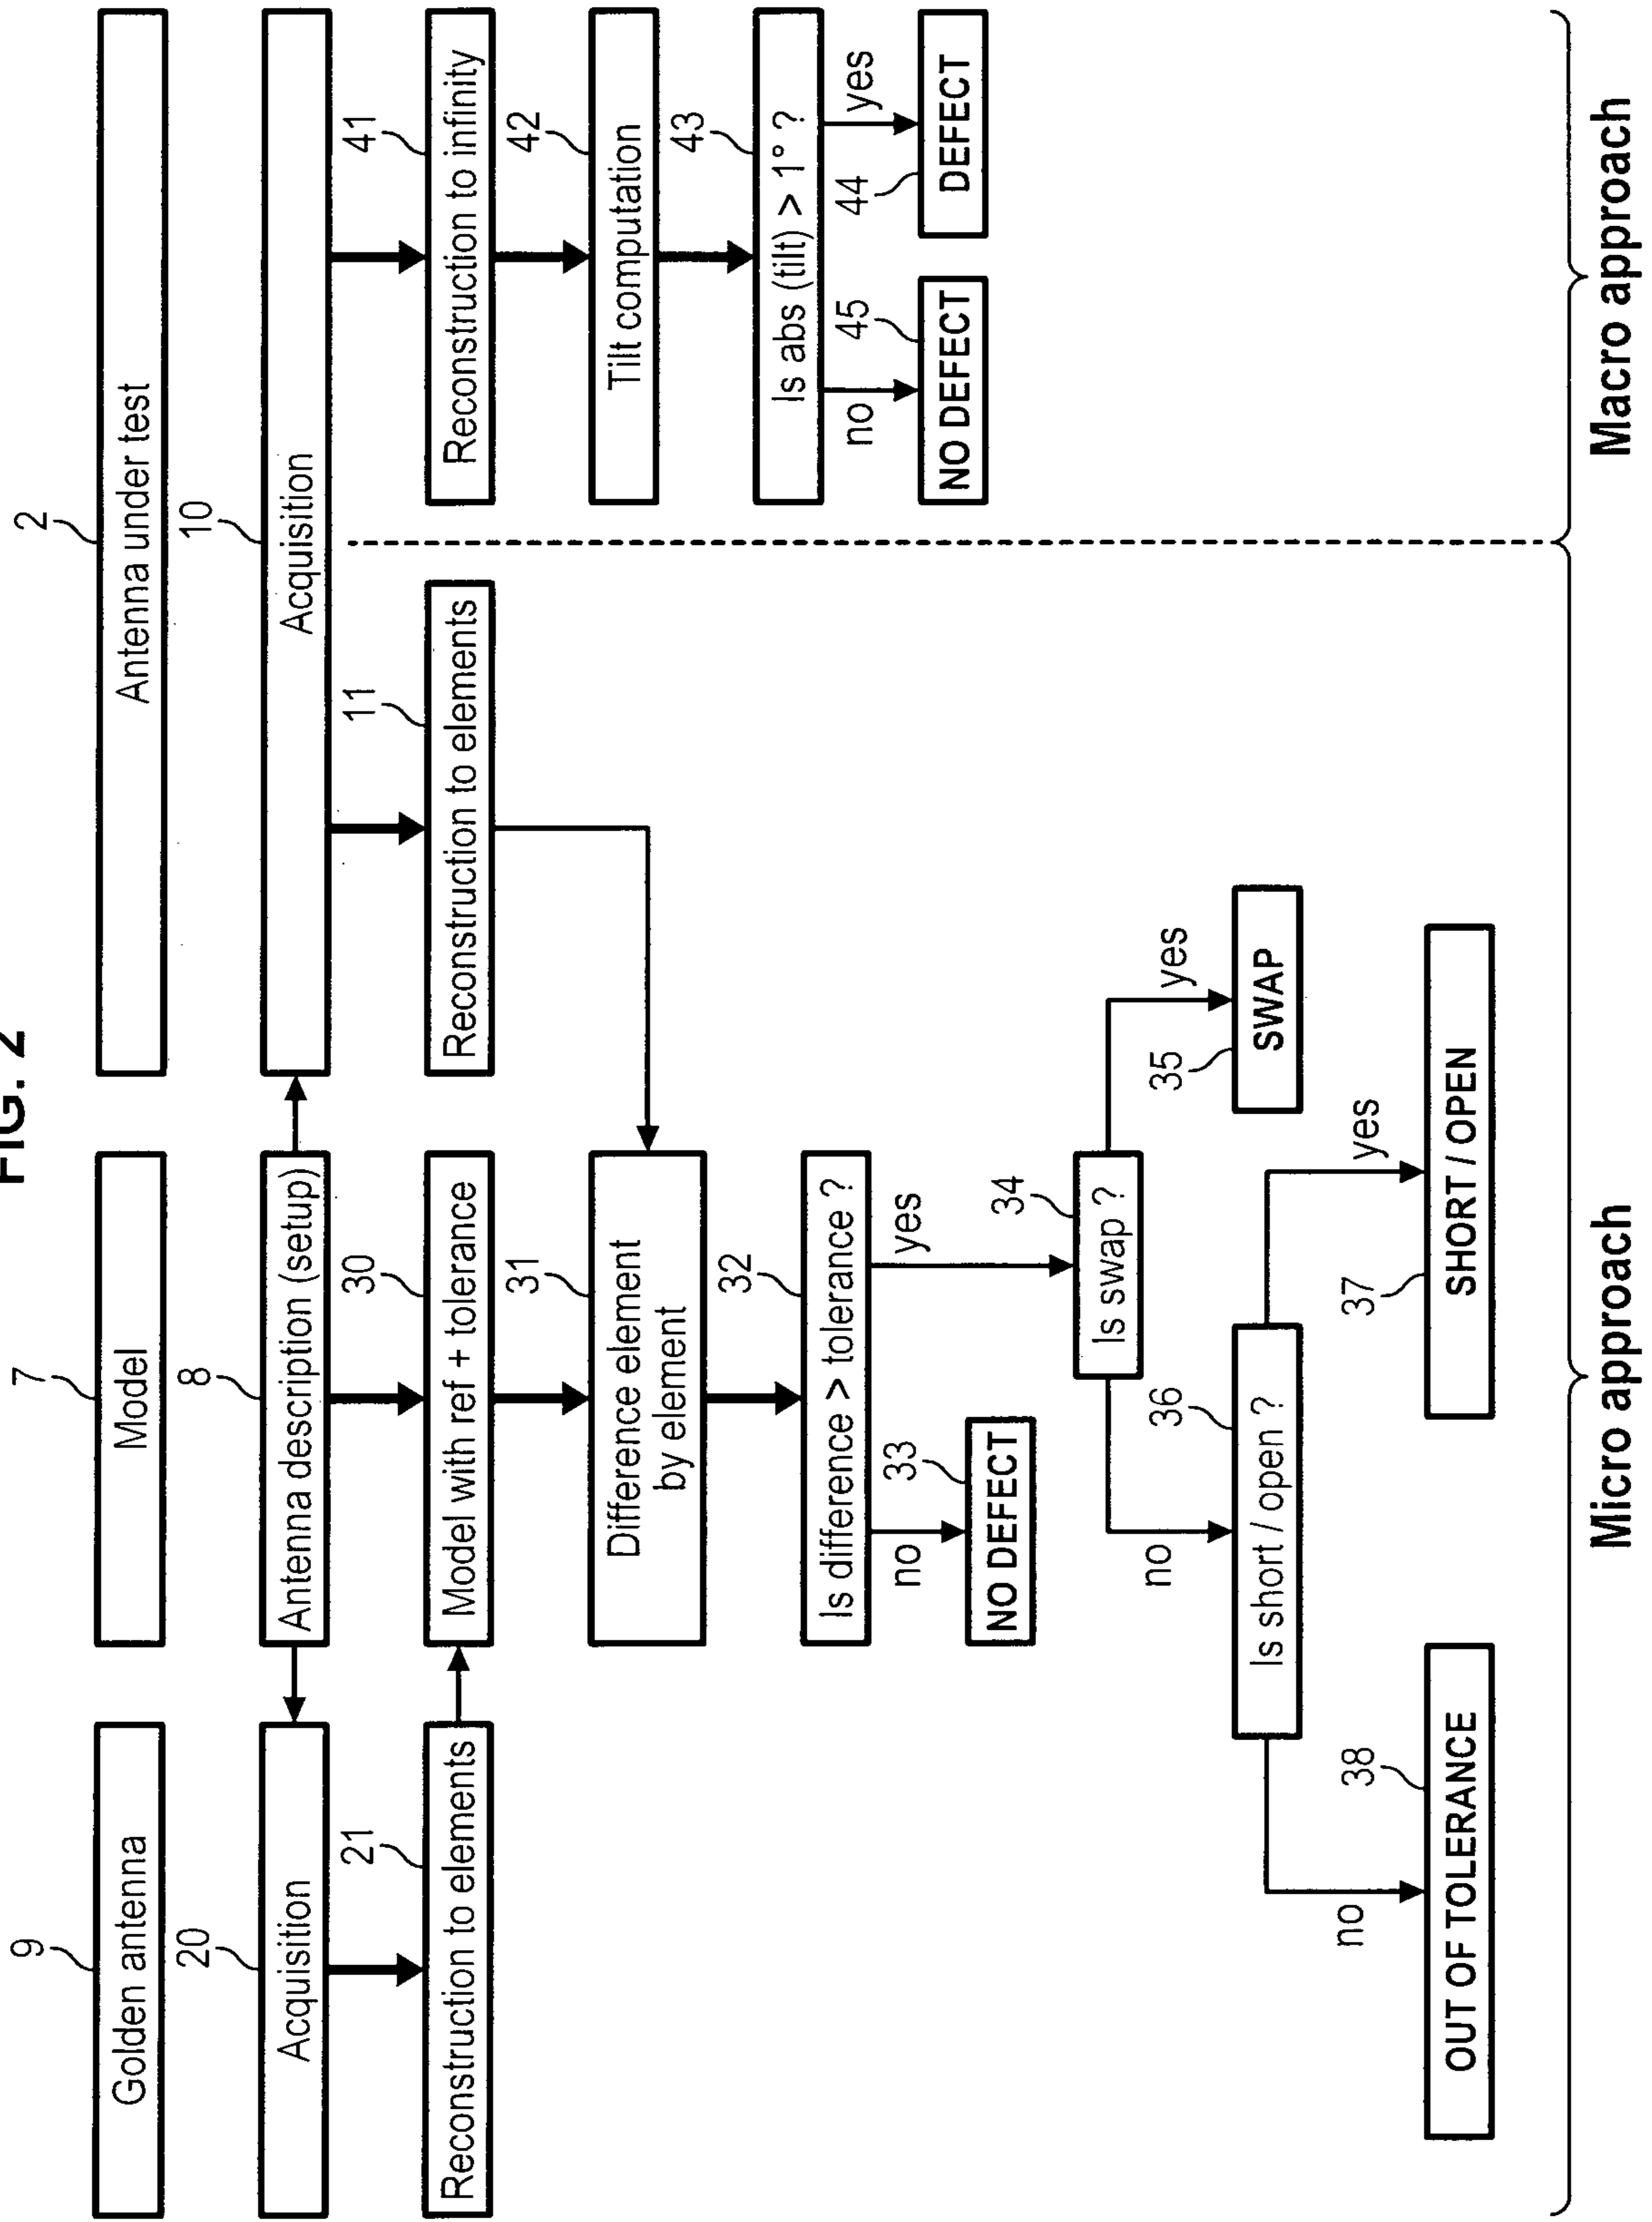 FIG. 2
9
Golden antenna
7
Model
2
Antenna under test
20
Acquisition
8
Antenna description (setup)
10
Acquisition
21
Reconstruction to elements
30
Model with ref + tolerance
11
Reconstruction to elements
41
Reconstruction to infinity
31
Difference element
by element
42
Tilt computation
32
Is difference > tolerance ?
43
Is abs (tilt) > 1° ?
no
45
NO DEFECT
44
yes
DEFECT
no
33
NO DEFECT
yes
34
Is swap ?
no
36
Is short / open ?
35
yes
SWAP
no
38
OUT OF TOLERANCE
37
yes
SHORT / OPEN
Micro approach
Macro approach